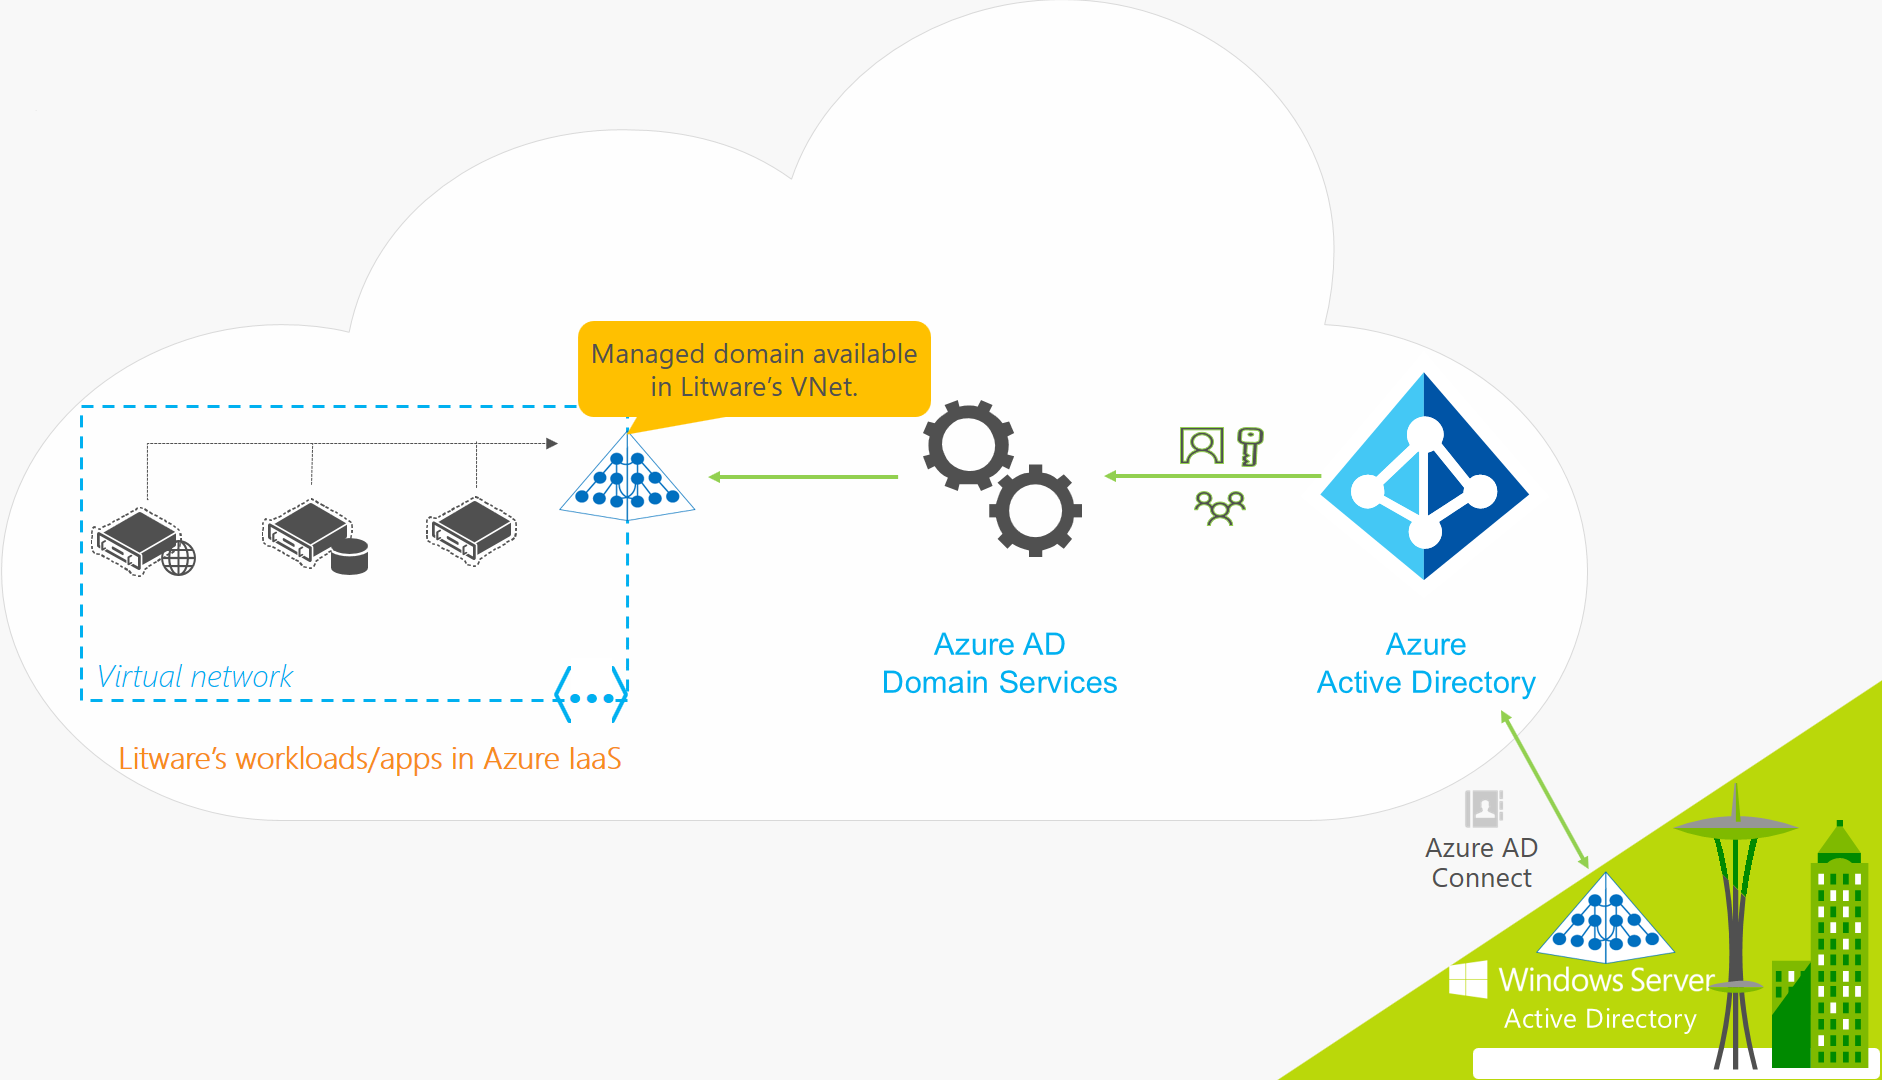 Managed domain available
in Litware's VNet.
Virtual network
Litware's workloads/apps in Azure IaaS
Azure AD
Domain Services
Azure
Active Directory
Azure AD
Connect
Windows Server
Active Directory